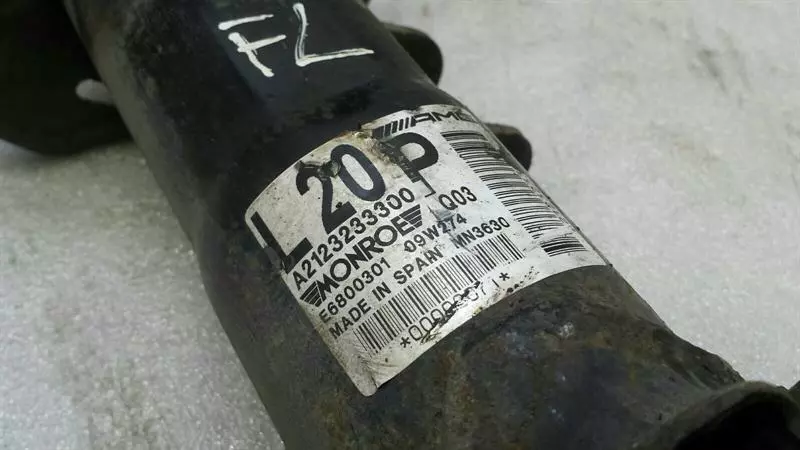 FL
AMG
L 20 P
A2123233300 Q03
MONROE 09W274
E6800301 MN3630
MADE IN SPAIN